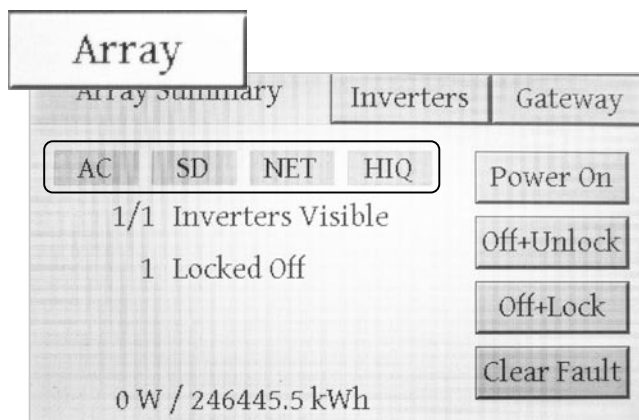 Array
Array Summary
Inverters
Gateway
AC SD NET HIQ
Power On
1/1 Inverters Visible
Off+Unlock
1 Locked Off
Off+Lock
Clear Fault
0 W / 246445.5 kWh